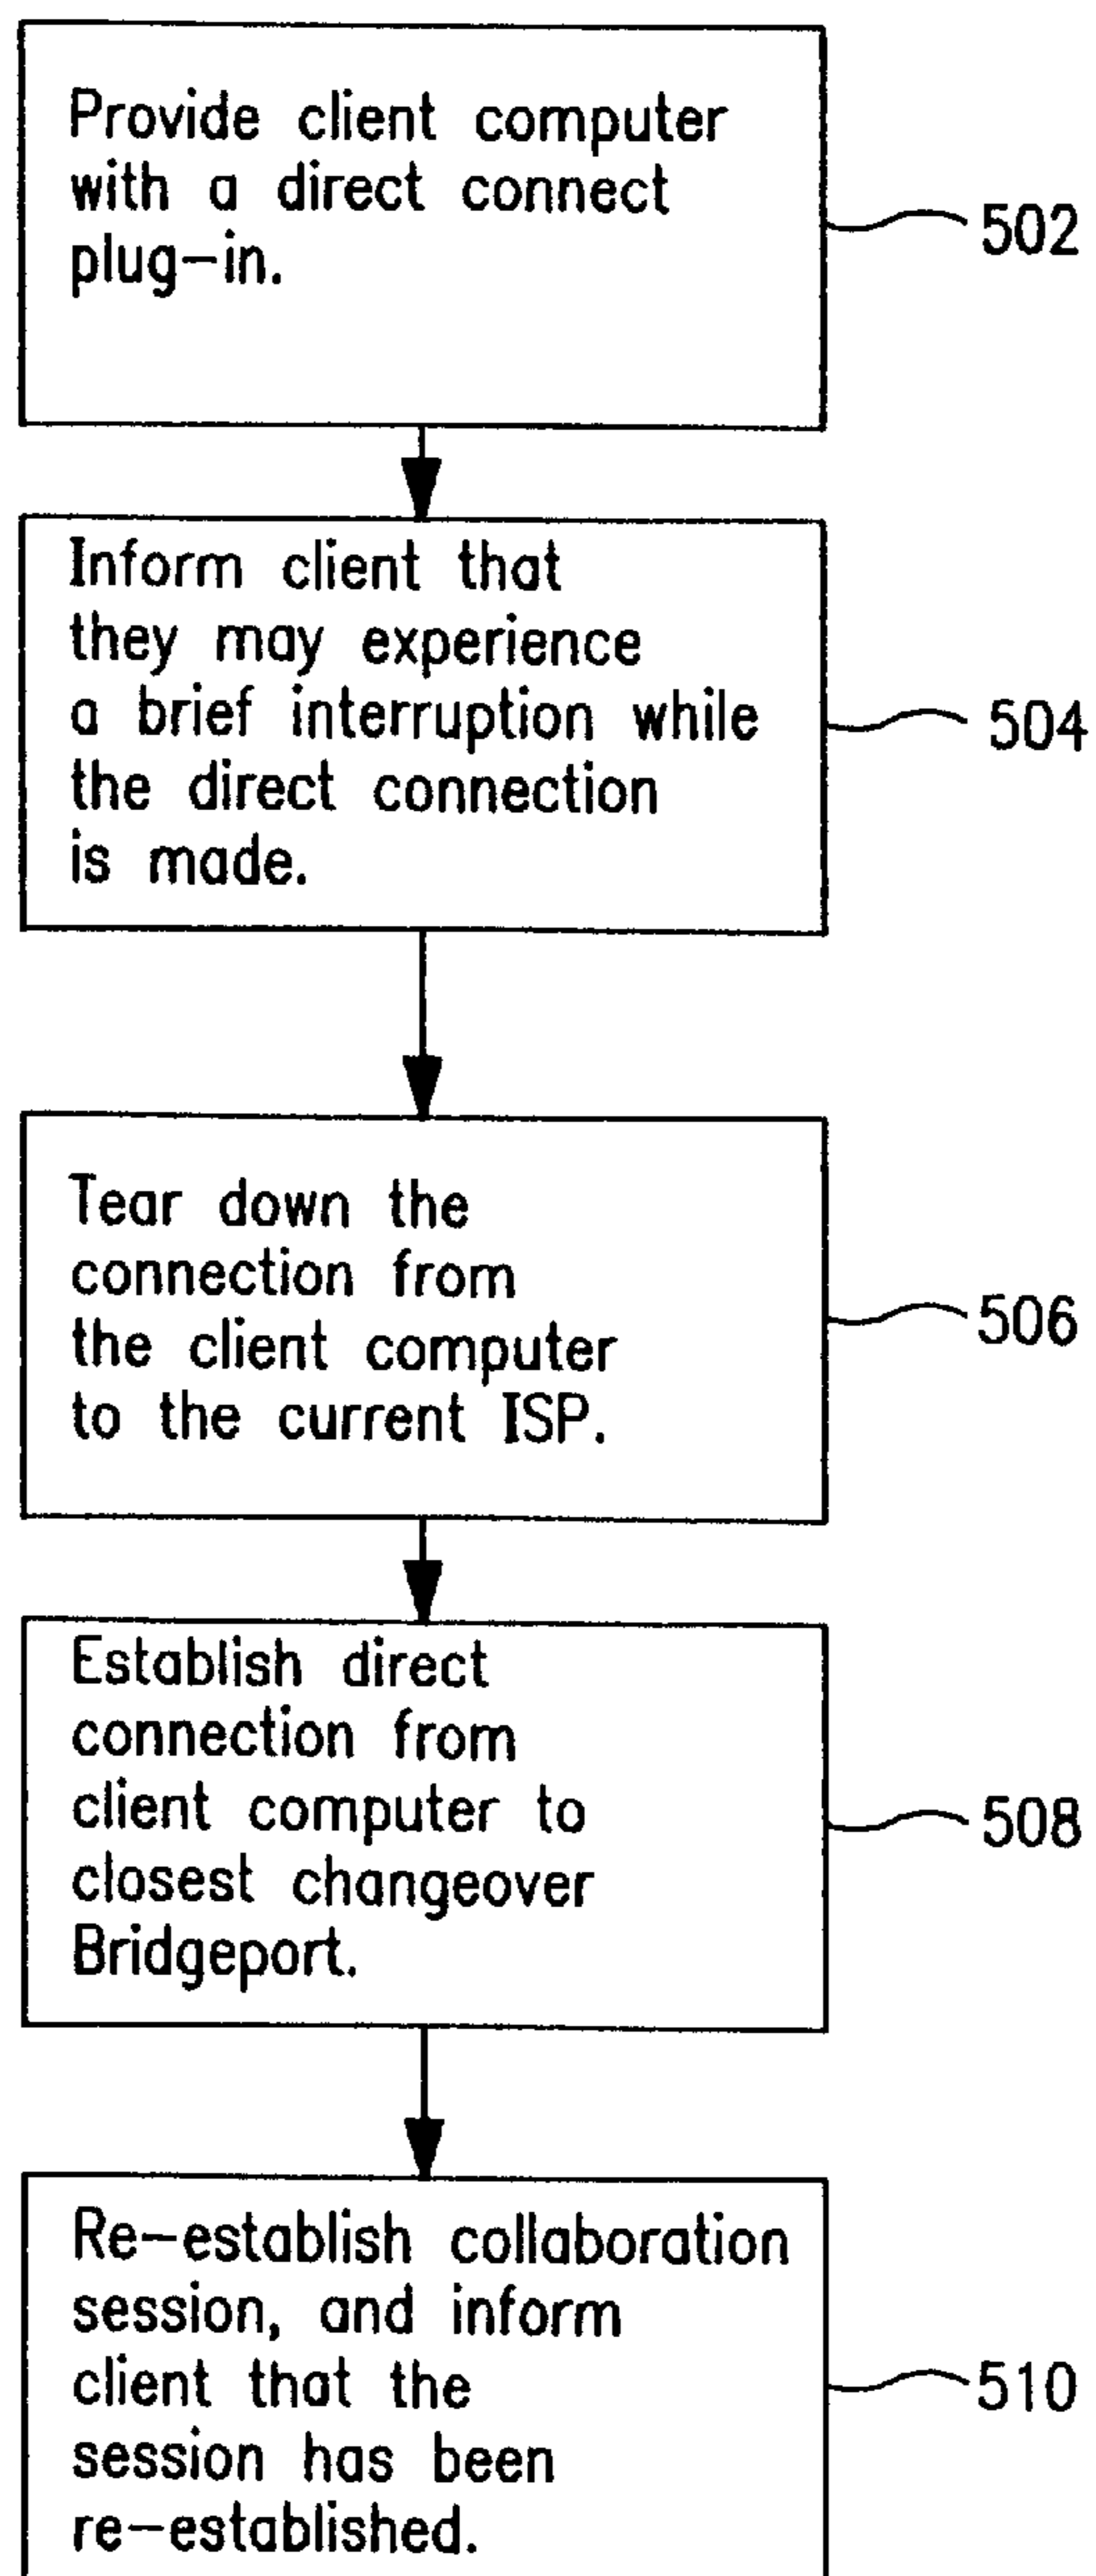 Provide client computer
with a direct connect
plug-in.
502
Inform client that
they may experience
a brief interruption while
the direct connection
is made.
504
Tear down the
connection from
the client computer
to the current ISP.
506
Establish direct
connection from
client computer to
closest changeover
Bridgeport.
508
Re-establish collaboration
session, and inform
client that the
session has been
re-established.
510